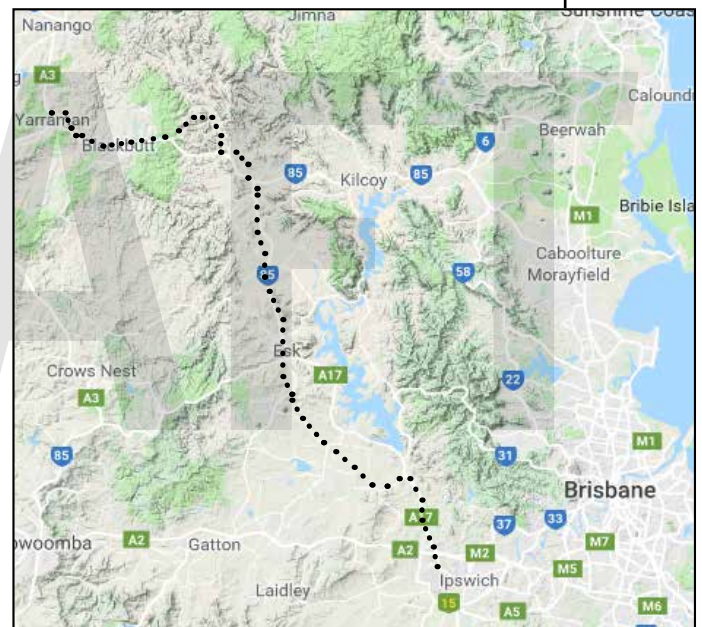 Jimna
Nanango
A3
Caloundr
Yarraman
Blackbutt
6
Beerwah
85
Kilcoy
85
M1
Bribie Isla
Caboolture
58
Morayfield
85
Esk
Crows Nest
A17
22
A3
85
31
M1
Brisbane
A17
37
33
owoomba
A2
Gatton
A2
M2
M7
M5
Ipswich
Laidley
15
A5
M6